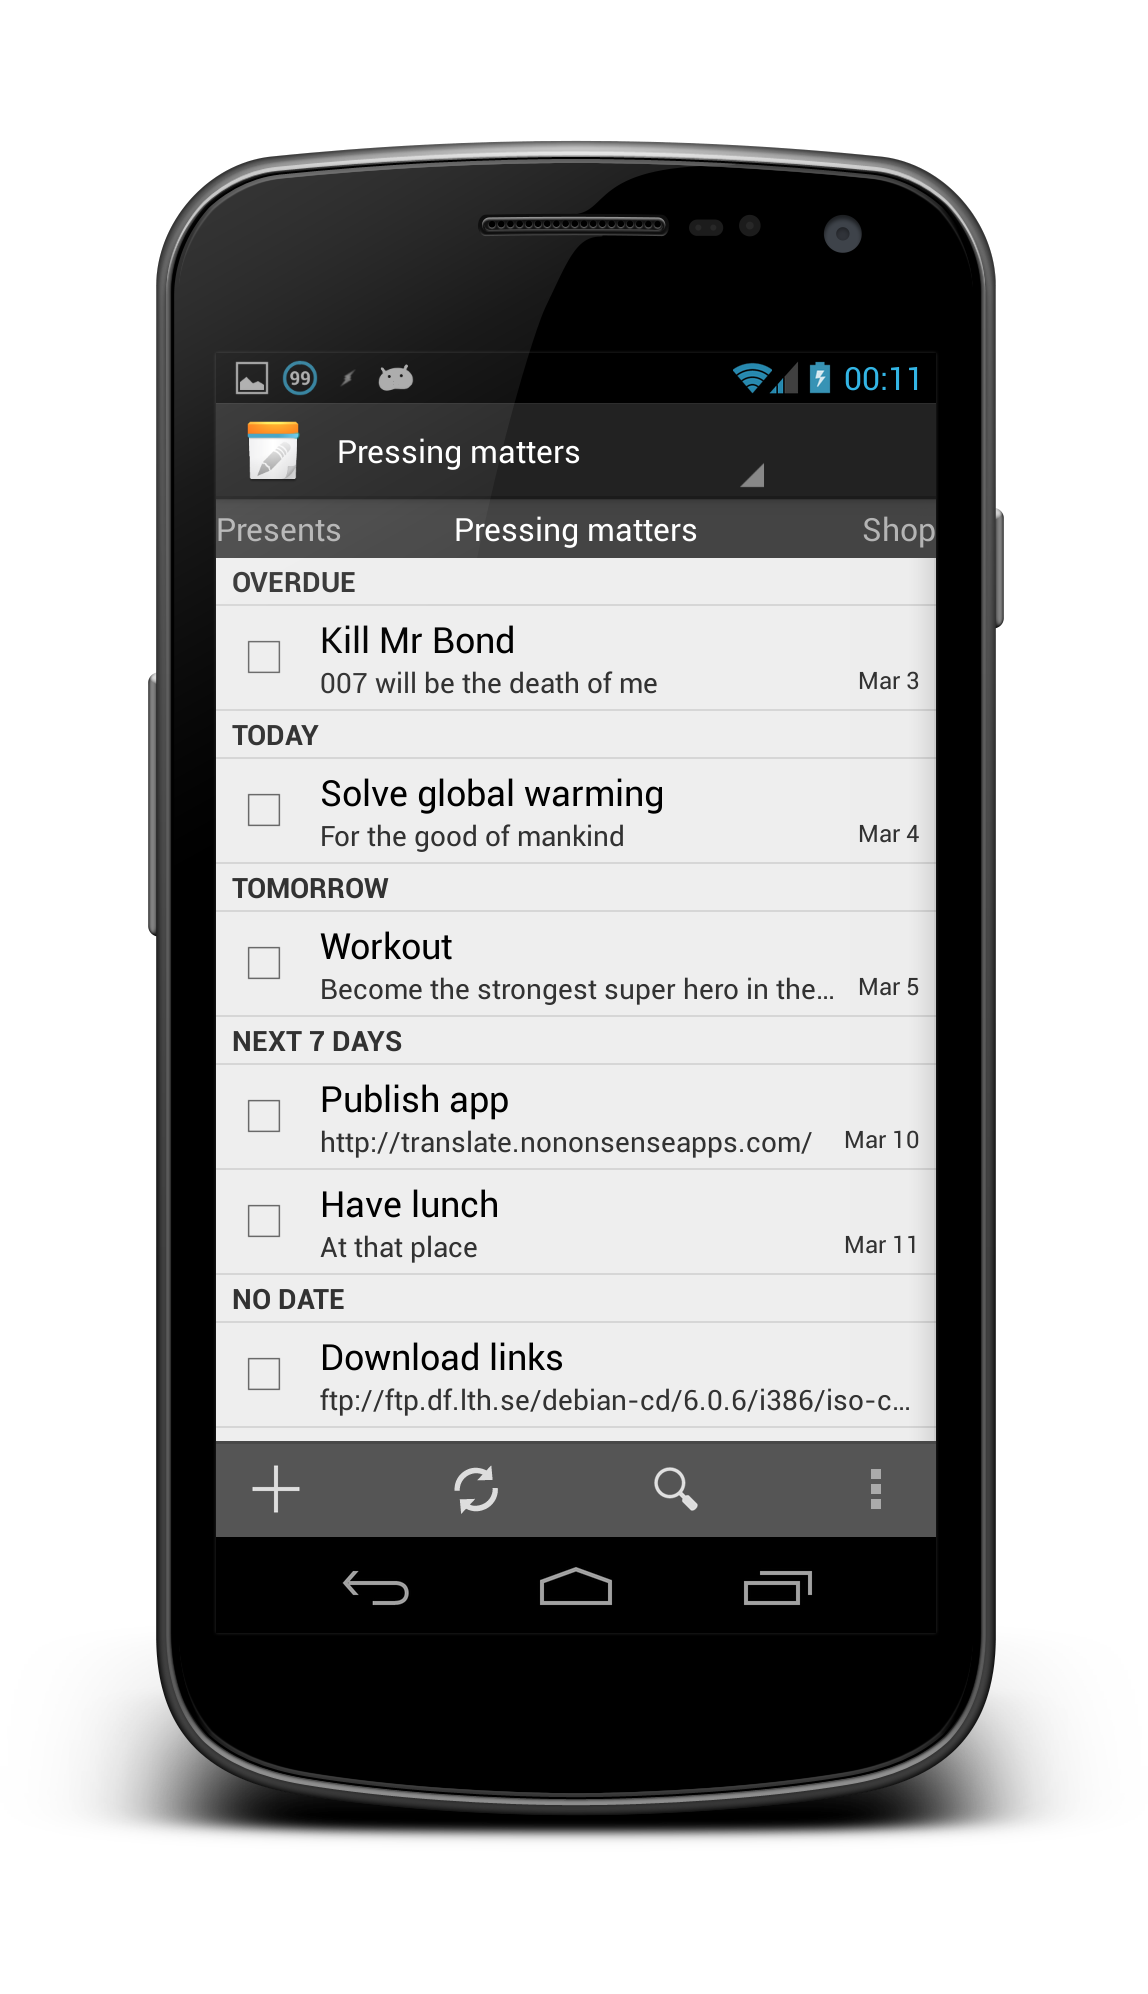 99
00:11
Pressing matters
Presents Pressing matters Shop
OVERDUE
Kill Mr Bond
007 will be the death of me Mar 3
TODAY
Solve global warming
For the good of mankind Mar 4
TOMORROW
Workout
Become the strongest super hero in the... Mar 5
NEXT 7 DAYS
Publish app
http://translate.nononsenseapps.com/ Mar 10
Have lunch
At that place Mar 11
NO DATE
Download links
ftp://ftp.df.lth.se/debian-cd/6.0.6/i386/iso-c...